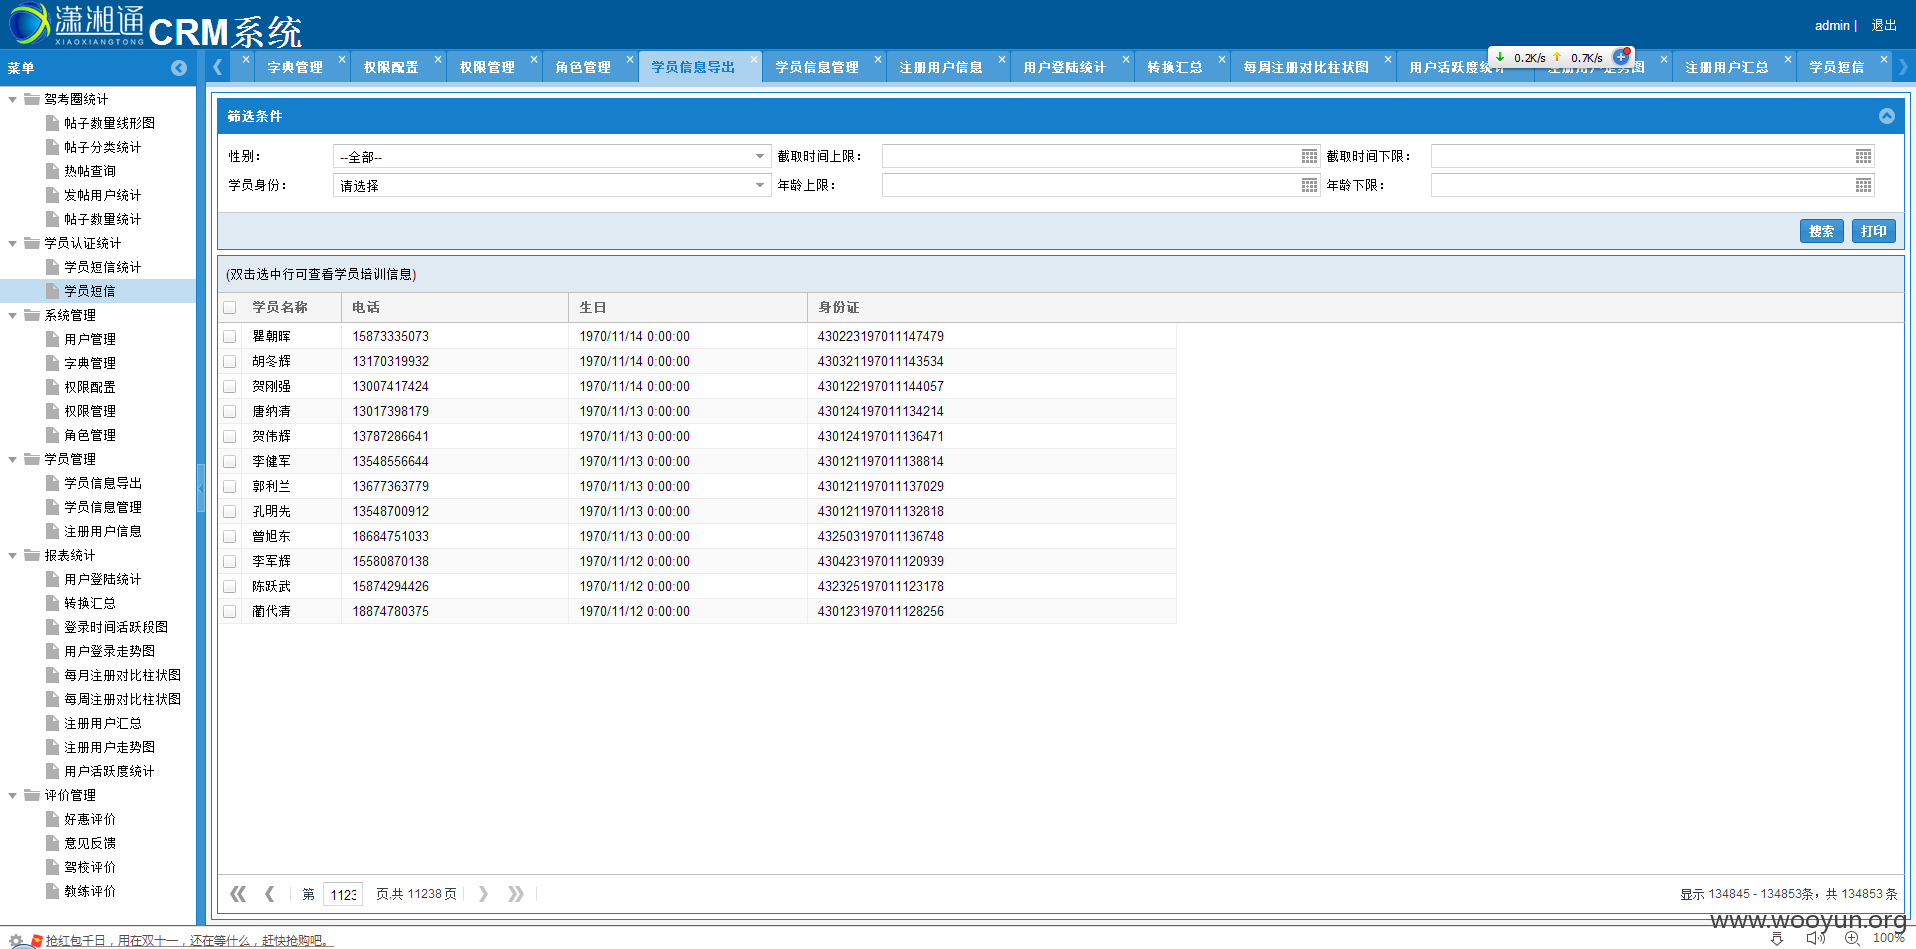 潇湘通
XIAOXIANGTONG
CRM系统
admin | 退出
菜单
字典管理 权限配置 权限管理 角色管理 学员信息导出 学员信息管理 注册用户信息 用户登陆统计 转换汇总 每周注册对比柱状图 用户活跃度统计 注册用户走势图 注册用户汇总 学员短信
0.2K/s 0.7K/s
驾考圈统计
帖子数量线形图
帖子分类统计
热帖查询
发帖用户统计
帖子数量统计
学员认证统计
学员短信统计
学员短信
系统管理
用户管理
字典管理
权限配置
权限管理
角色管理
学员管理
学员信息导出
学员信息管理
注册用户信息
报表统计
用户登陆统计
转换汇总
登录时间活跃段图
用户登录走势图
每月注册对比柱状图
每周注册对比柱状图
注册用户汇总
注册用户走势图
用户活跃度统计
评价管理
好惠评价
意见反馈
驾校评价
教练评价
筛选条件
性别： --全部-- 截取时间上限： 截取时间下限：
学员身份： 请选择 年龄上限： 年龄下限：
搜索 打印
(双击选中行可查看学员培训信息)
学员名称 电话 生日 身份证
瞿朝晖 15873335073 1970/11/14 0:00:00 430223197011147479
胡冬辉 13170319932 1970/11/14 0:00:00 430321197011143534
贺刚强 13007417424 1970/11/14 0:00:00 430122197011144057
唐纳清 13017398179 1970/11/13 0:00:00 430124197011134214
贺伟辉 13787286641 1970/11/13 0:00:00 430124197011136471
李健军 13548556644 1970/11/13 0:00:00 430121197011138814
郭利兰 13677363779 1970/11/13 0:00:00 430121197011137029
孔明先 13548700912 1970/11/13 0:00:00 430121197011132818
曾旭东 18684751033 1970/11/13 0:00:00 432503197011136748
李军辉 15580870138 1970/11/12 0:00:00 430423197011120939
陈跃武 15874294426 1970/11/12 0:00:00 432325197011123178
蔺代清 18874780375 1970/11/12 0:00:00 430123197011128256
第 1123 页,共 11238 页
显示 134845 - 134853条，共 134853 条
www.wooyun.org
抢红包千日，用在双十一，还在等什么，赶快抢购吧。
100%